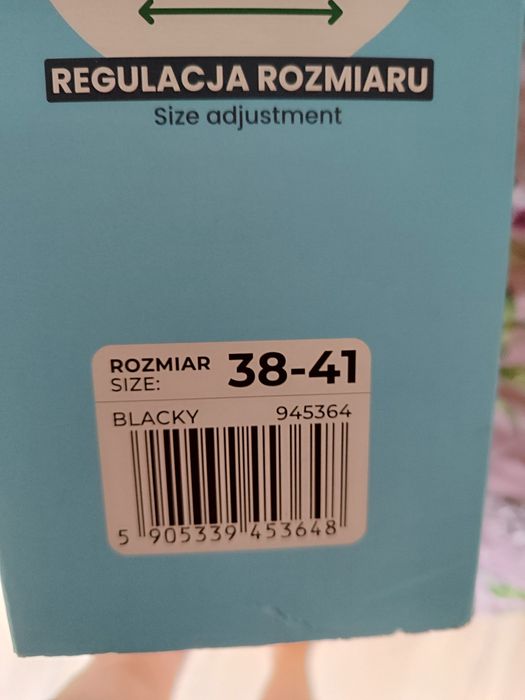 REGULACJA ROZMIARU
Size adjustment
ROZMIAR
SIZE:
38-41
BLACKY 945364
5 905339 453648